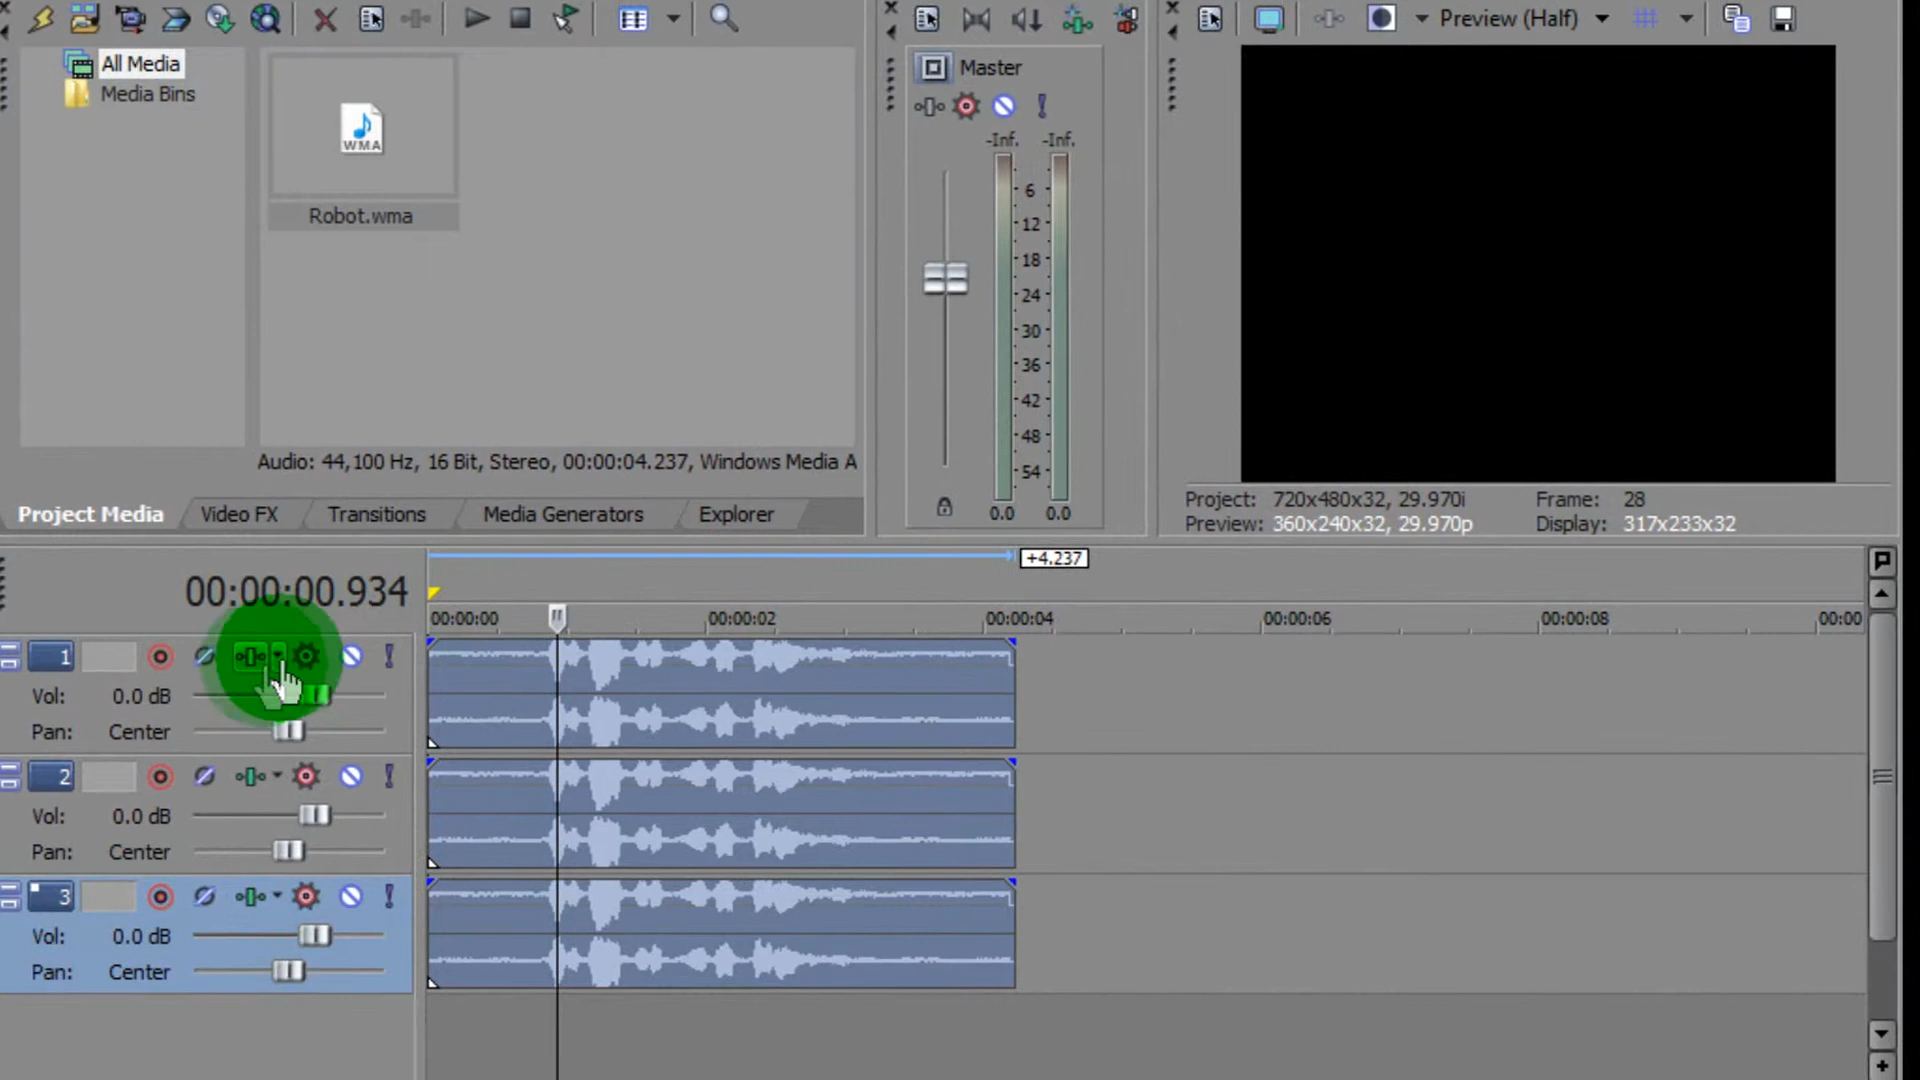 Preview (Half)
All Media
Media Bins
WMA
Robot.wma
Master
-Inf. -Inf.
6
12
18
24
30
36
42
48
54
0.0 0.0
Audio: 44,100 Hz, 16 Bit, Stereo, 00:00:04.237, Windows Media A
Project: 720x480x32, 29.970i Frame: 28
Preview: 360x240x32, 29.970p Display: 317x233x32
Project Media Video FX Transitions Media Generators Explorer
+4.237
00:00:00.934
00:00:00 00:00:02 00:00:04 00:00:06 00:00:08 00:00
1
Vol: 0.0 dB
Pan: Center
2
Vol: 0.0 dB
Pan: Center
3
Vol: 0.0 dB
Pan: Center